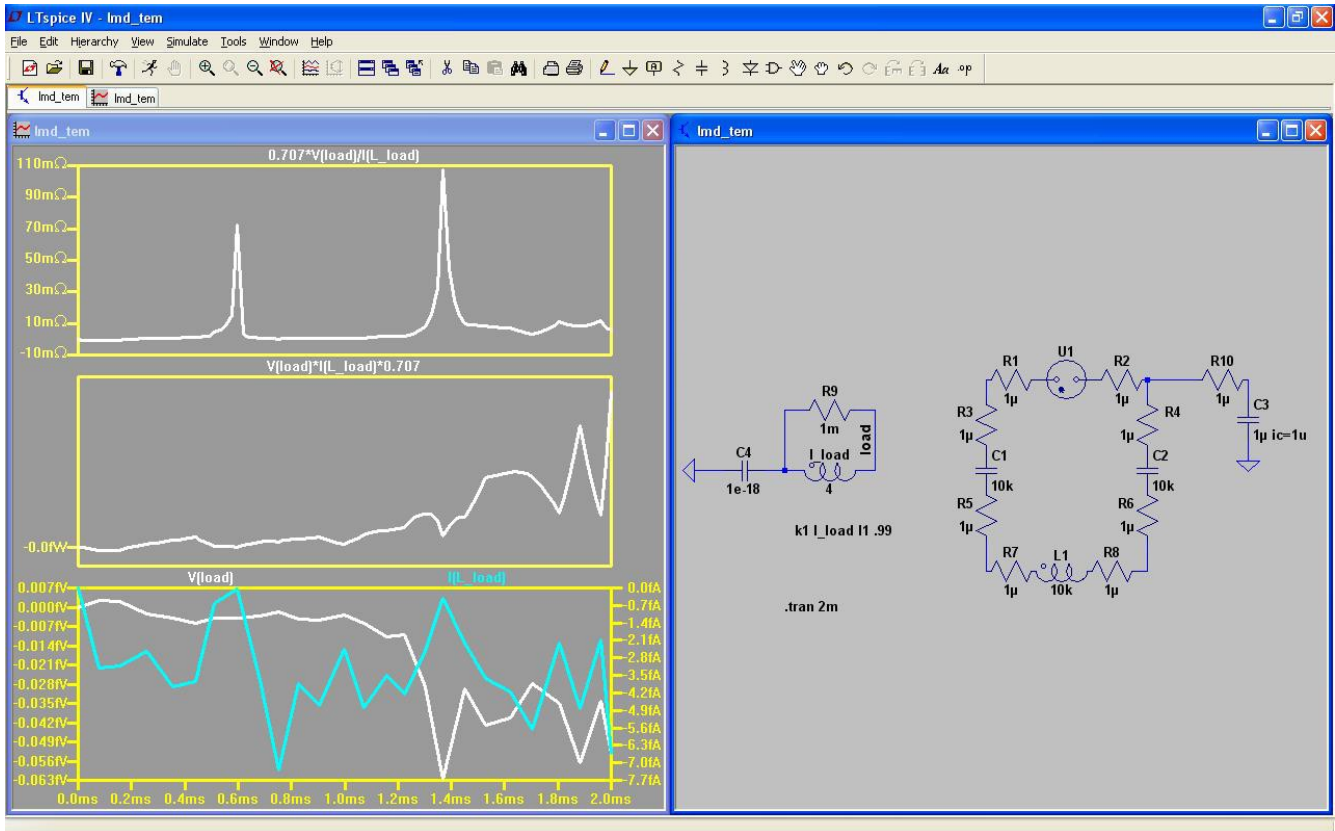 LTspice IV - lmd_tem
File Edit Hierarchy View Simulate Tools Window Help
Aa .op
lmd_tem lmd_tem
lmd_tem
0.707*V(load)/I(L_load)
110mΩ
90mΩ
70mΩ
50mΩ
30mΩ
10mΩ
-10mΩ
V(load)*I(L_load)*0.707
-0.0fW
V(load) I(L_load)
0.007fV 0.0fA
0.000fV -0.7fA
-0.007fV -1.4fA
-0.014fV -2.1fA
-0.021fV -2.8fA
-0.028fV -3.5fA
-0.035fV -4.2fA
-0.042fV -4.9fA
-0.049fV -5.6fA
-0.056fV -6.3fA
-0.063fV -7.0fA
-7.7fA
0.0ms 0.2ms 0.4ms 0.6ms 0.8ms 1.0ms 1.2ms 1.4ms 1.6ms 1.8ms 2.0ms
lmd_tem
R9
1m
load
l_load
4
C4
1e-18
k1 l_load l1 .99
.tran 2m
R1
1µ
U1
R2
1µ
R10
1µ
R3
1µ
R4
1µ
C3
1µ ic=1u
C1
10k
C2
10k
R5
1µ
R6
1µ
R7
1µ
L1
10k
R8
1µ